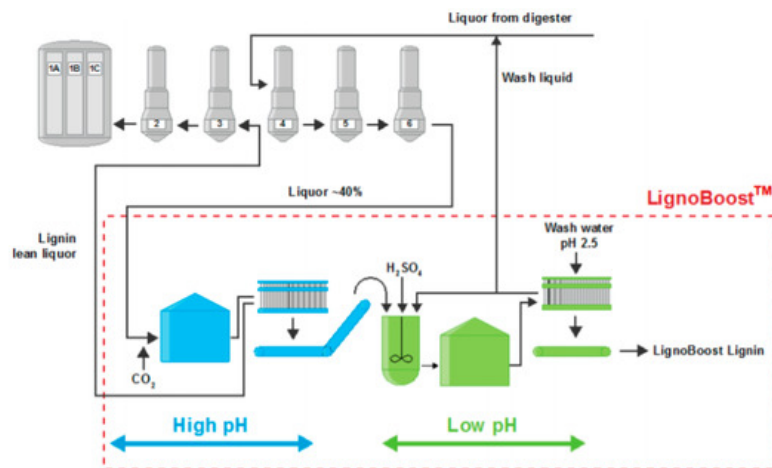 Liquor from digester
1A 1B 1C
2
3
4
5
6
Wash liquid
Liquor ~40%
LignoBoost™
Lignin
lean liquor
Wash water
pH 2.5
H₂SO₄
LignoBoost Lignin
CO₂
High pH
Low pH